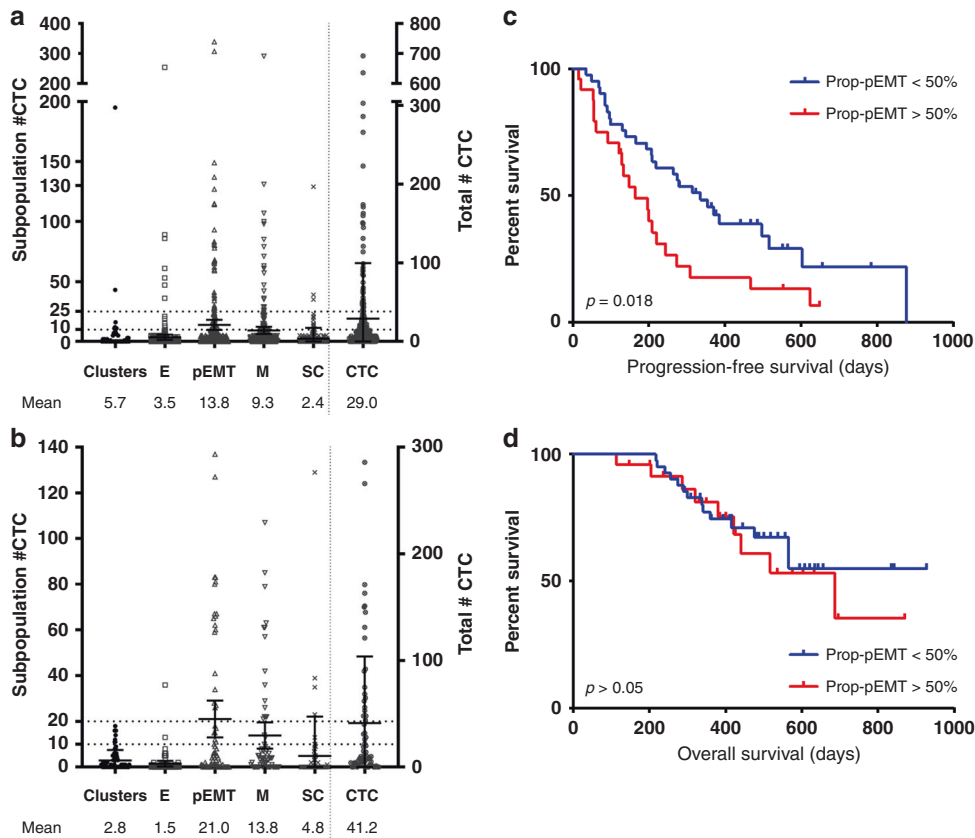 a
400
300
200
200
150
130
100
50
25
10
0
Subpopulation #CTC
800
700
600
300
200
100
0
Total # CTC
Clusters E pEMT M SC CTC
Mean 5.7 3.5 13.8 9.3 2.4 29.0
b
140
120
100
80
60
40
20
10
0
Subpopulation #CTC
300
200
100
0
Total # CTC
Clusters E pEMT M SC CTC
Mean 2.8 1.5 21.0 13.8 4.8 41.2
c
100
50
0
Percent survival
Prop-pEMT < 50%
Prop-pEMT > 50%
p = 0.018
0 200 400 600 800 1000
Progression-free survival (days)
d
100
50
0
Percent survival
Prop-pEMT < 50%
Prop-pEMT > 50%
p > 0.05
0 200 400 600 800 1000
Overall survival (days)